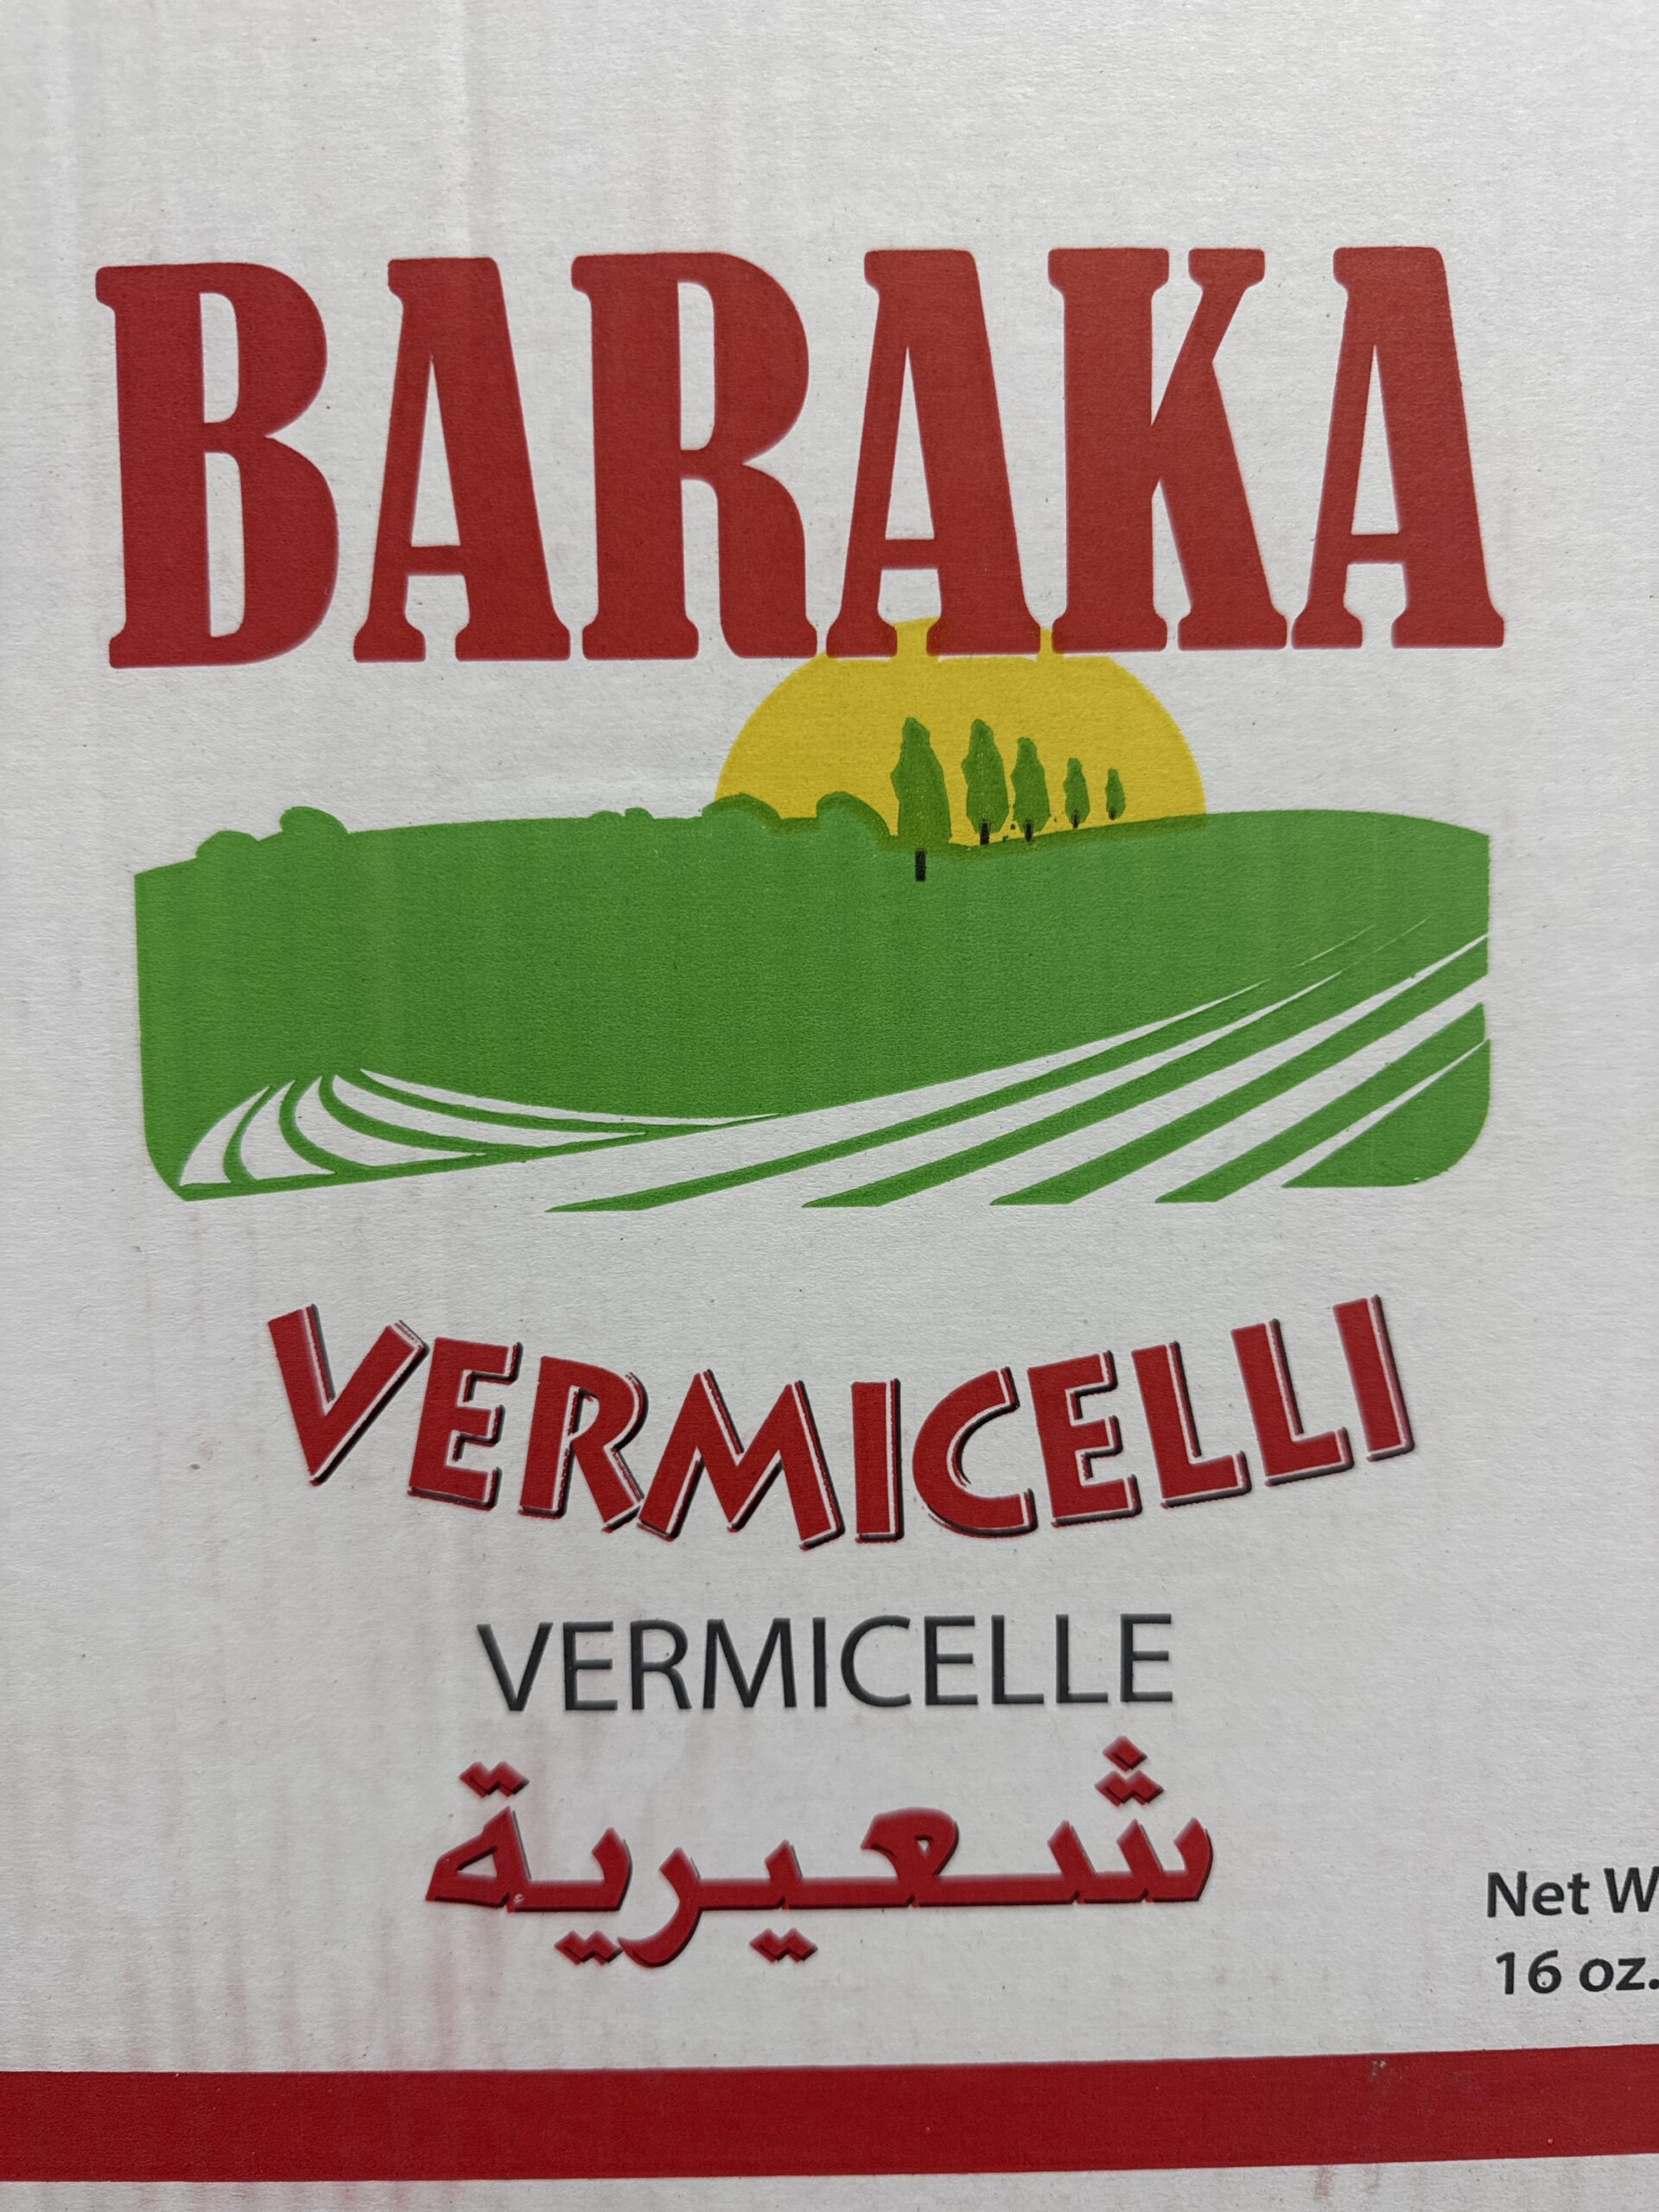 BARAKA
VERMICELLI
VERMICELLE
شعيرية
Net W
16 oz.